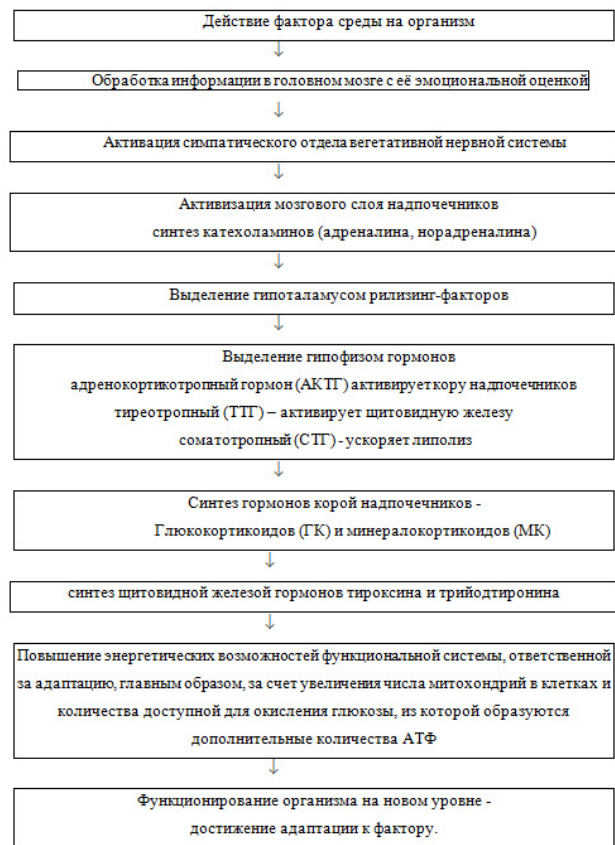 Действие фактора среды на организм
Обработка информации в головном мозге с её эмоциональной оценкой
Активация симпатического отдела вегетативной нервной системы
Активизация мозгового слоя надпочечников
синтез катехоламинов (адреналина, норадреналина)
Выделение гипоталамусом рилизинг-факторов
Выделение гипофизом гормонов
адренокортикотропный гормон (АКТГ) активирует кору надпочечников
тиреотропный (ТТГ) – активирует щитовидную железу
соматотропный (СТГ) - ускоряет липолиз
Синтез гормонов корой надпочечников -
Глюкокортикоидов (ГК) и минералокортикоидов (МК)
синтез щитовидной железой гормонов тироксина и трийодтиронина
Повышение энергетических возможностей функциональной системы, ответственной
за адаптацию, главным образом, за счет увеличения числа митохондрий в клетках и
количества доступной для окисления глюкозы, из которой образуются
дополнительные количества АТФ
Функционирование организма на новом уровне -
достижение адаптации к фактору.